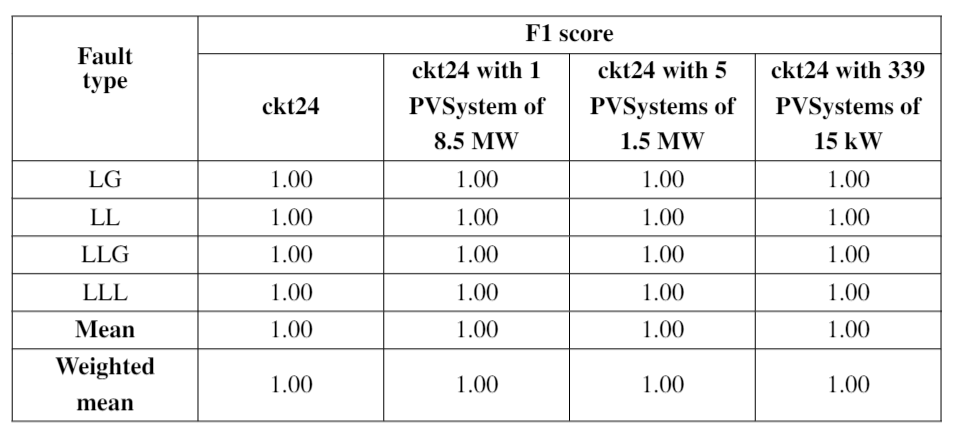 Fault type F1 score
ckt24 ckt24 with 1 PVSystem of 8.5 MW ckt24 with 5 PVSystems of 1.5 MW ckt24 with 339 PVSystems of 15 kW
LG 1.00 1.00 1.00 1.00
LL 1.00 1.00 1.00 1.00
LLG 1.00 1.00 1.00 1.00
LLL 1.00 1.00 1.00 1.00
Mean 1.00 1.00 1.00 1.00
Weighted mean 1.00 1.00 1.00 1.00